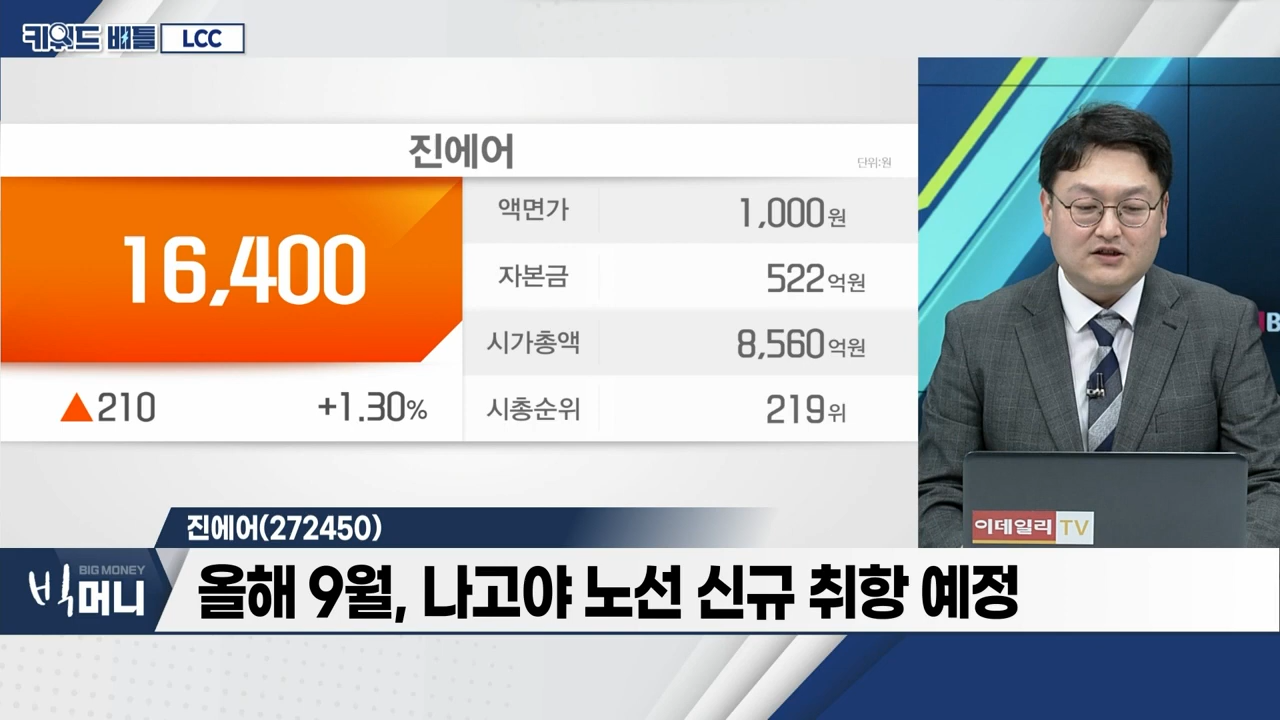 키워드 배틀 LCC
진에어
단위:원
16,400
▲210 +1.30%
액면가 1,000원
자본금 522억원
시가총액 8,560억원
시총순위 219위
B
이데일리 TV
진에어(272450)
BIG MONEY
빅머니
올해 9월, 나고야 노선 신규 취항 예정